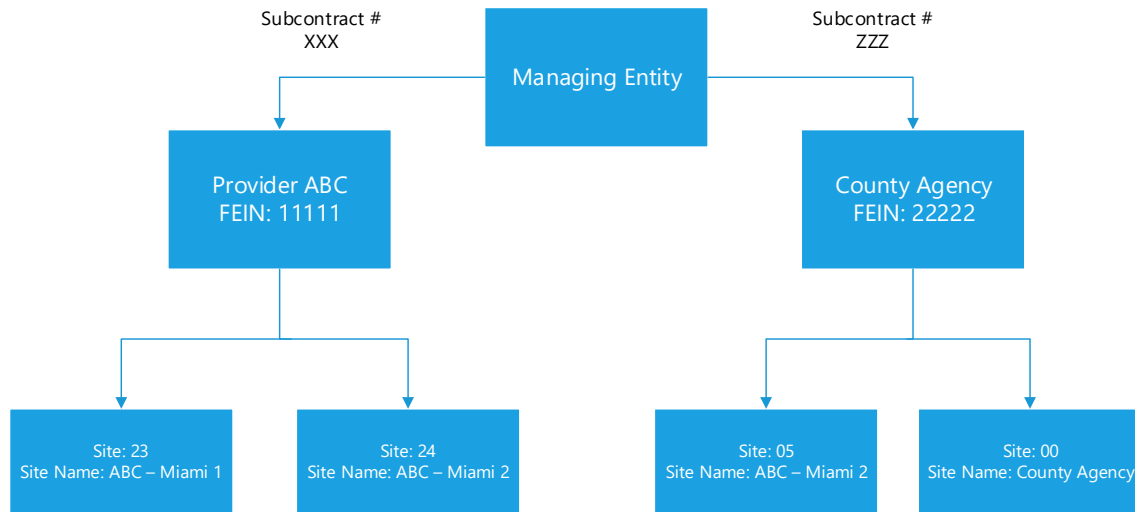 Subcontract #
XXX
Subcontract #
ZZZ
Managing Entity
Provider ABC
FEIN: 11111
County Agency
FEIN: 22222
Site: 23
Site Name: ABC – Miami 1
Site: 24
Site Name: ABC – Miami 2
Site: 05
Site Name: ABC – Miami 2
Site: 00
Site Name: County Agency